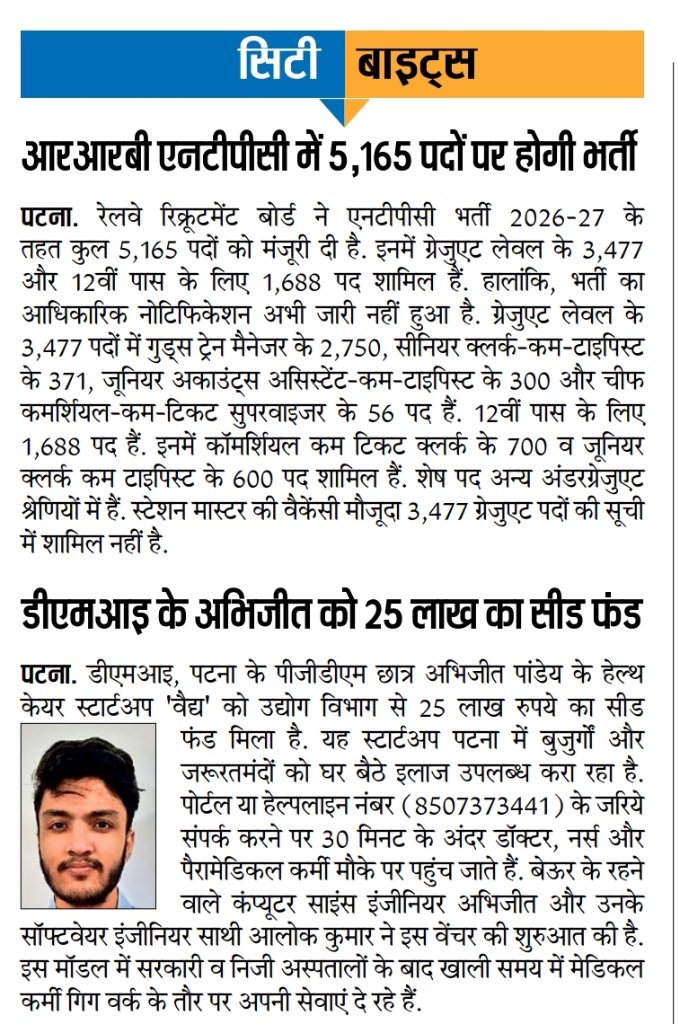 सिटी बाइट्स
आरआरबी एनटीपीसी में 5,165 पदों पर होगी भर्ती
पटना. रेलवे रिक्रूटमेंट बोर्ड ने एनटीपीसी भर्ती 2026-27 के
तहत कुल 5,165 पदों को मंजूरी दी है. इनमें ग्रेजुएट लेवल के 3,477
और 12वीं पास के लिए 1,688 पद शामिल हैं. हालांकि, भर्ती का
आधिकारिक नोटिफिकेशन अभी जारी नहीं हुआ है. ग्रेजुएट लेवल के
3,477 पदों में गुड्स ट्रेन मैनेजर के 2,750, सीनियर क्लर्क-कम-टाइपिस्ट
के 371, जूनियर अकाउंट्स असिस्टेंट-कम-टाइपिस्ट के 300 और चीफ
कमर्शियल-कम-टिकट सुपरवाइजर के 56 पद हैं. 12वीं पास के लिए
1,688 पद हैं. इनमें कॉमर्शियल कम टिकट क्लर्क के 700 व जूनियर
क्लर्क कम टाइपिस्ट के 600 पद शामिल हैं. शेष पद अन्य अंडरग्रेजुएट
श्रेणियों में हैं. स्टेशन मास्टर की वैकेंसी मौजूदा 3,477 ग्रेजुएट पदों की सूची
में शामिल नहीं है.
डीएमआइ के अभिजीत को 25 लाख का सीड फंड
पटना. डीएमआइ, पटना के पीजीडीएम छात्र अभिजीत पांडेय के हेल्थ
केयर स्टार्टअप 'वैद्य' को उद्योग विभाग से 25 लाख रुपये का सीड
फंड मिला है. यह स्टार्टअप पटना में बुजुर्गों और
जरूरतमंदों को घर बैठे इलाज उपलब्ध करा रहा है.
पोर्टल या हेल्पलाइन नंबर (8507373441) के जरिये
संपर्क करने पर 30 मिनट के अंदर डॉक्टर, नर्स और
पैरामेडिकल कर्मी मौके पर पहुंच जाते हैं. बेऊर के रहने
वाले कंप्यूटर साइंस इंजीनियर अभिजीत और उनके
सॉफ्टवेयर इंजीनियर साथी आलोक कुमार ने इस वेंचर की शुरुआत की है.
इस मॉडल में सरकारी व निजी अस्पतालों के बाद खाली समय में मेडिकल
कर्मी गिग वर्क के तौर पर अपनी सेवाएं दे रहे हैं.